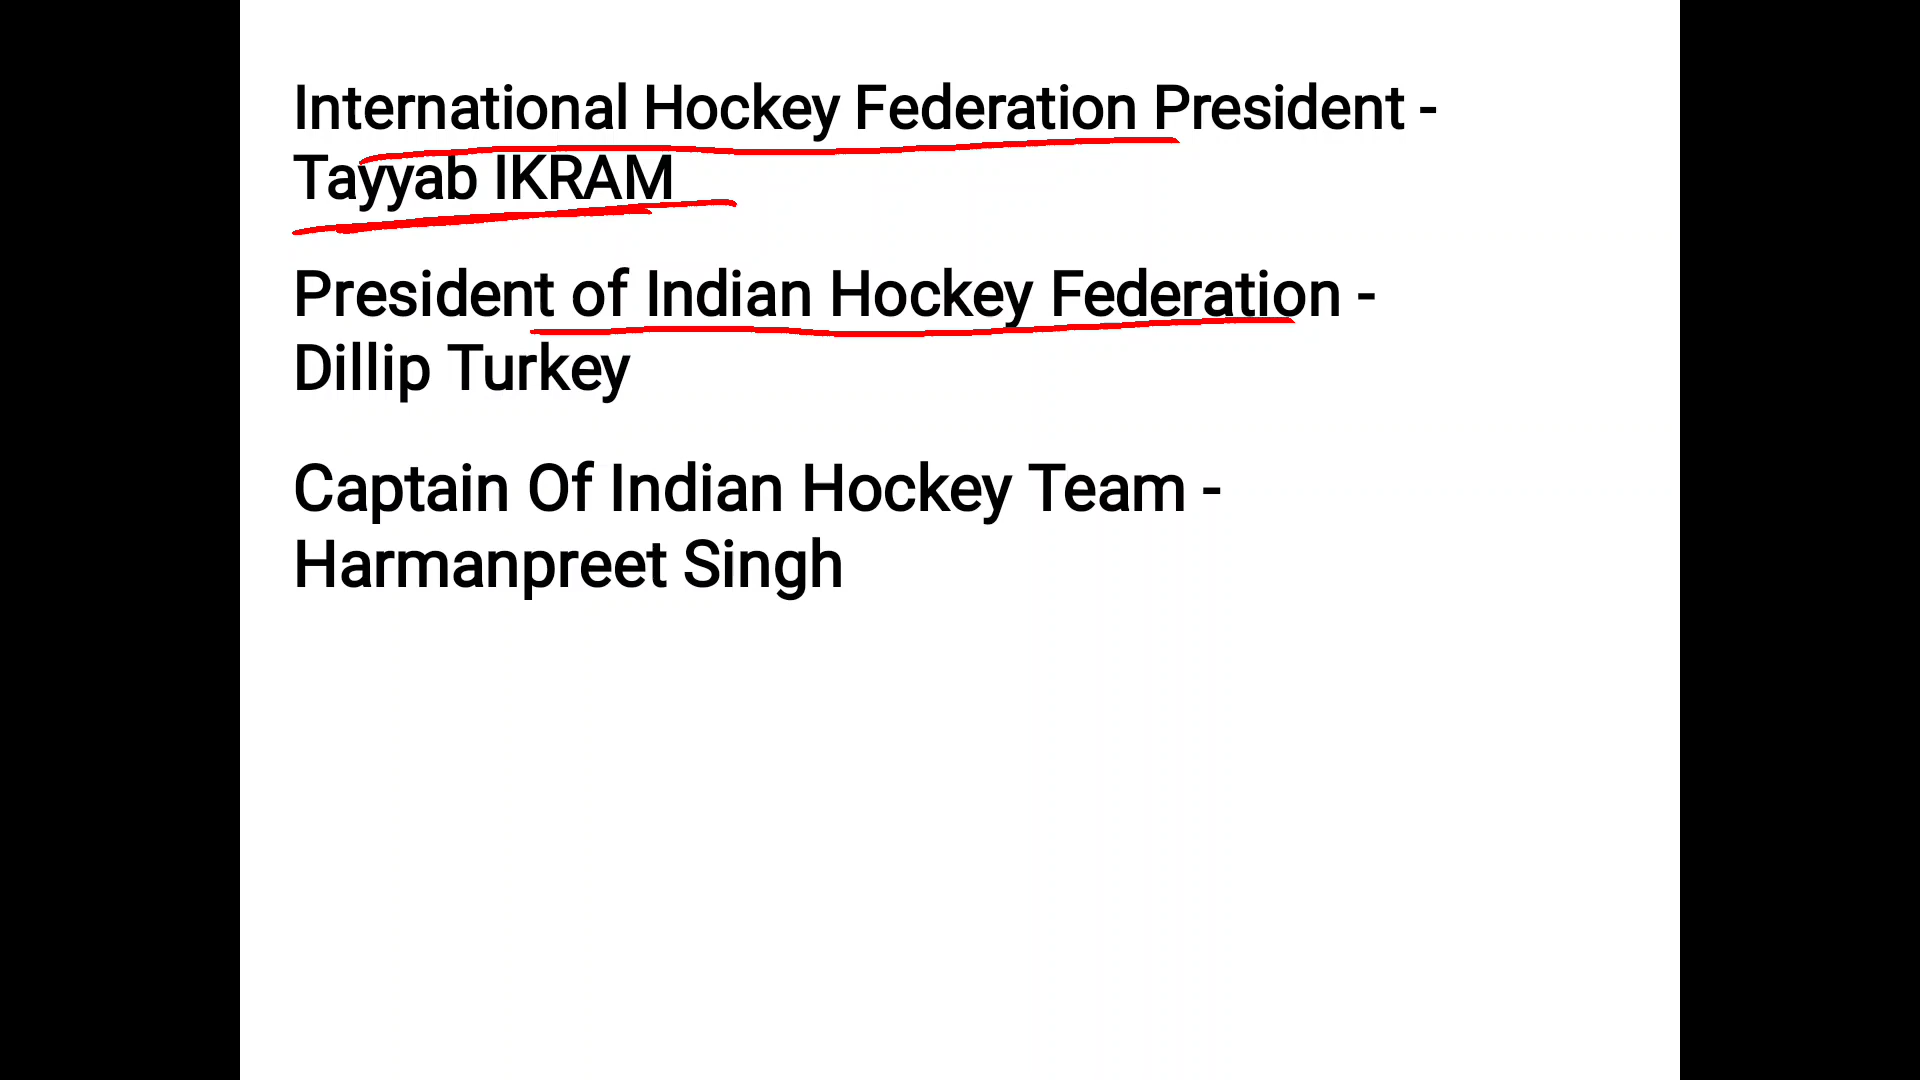 International Hockey Federation President -
Tayyab IKRAM
President of Indian Hockey Federation -
Dillip Turkey
Captain Of Indian Hockey Team -
Harmanpreet Singh